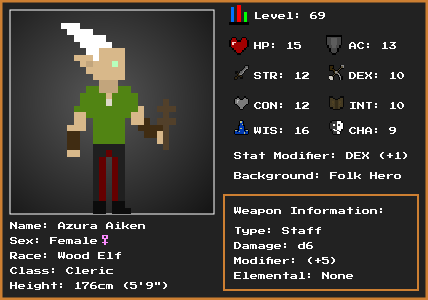 Level: 69
HP: 15 AC: 13
STR: 12 DEX: 10
CON: 12 INT: 10
WIS: 16 CHA: 9
Stat Modifier: DEX (+1)
Background: Folk Hero
Weapon Information:
Type: Staff
Damage: d6
Modifier: (+5)
Elemental: None
Name: Azura Aiken
Sex: Female♀
Race: Wood Elf
Class: Cleric
Height: 176cm (5'9")